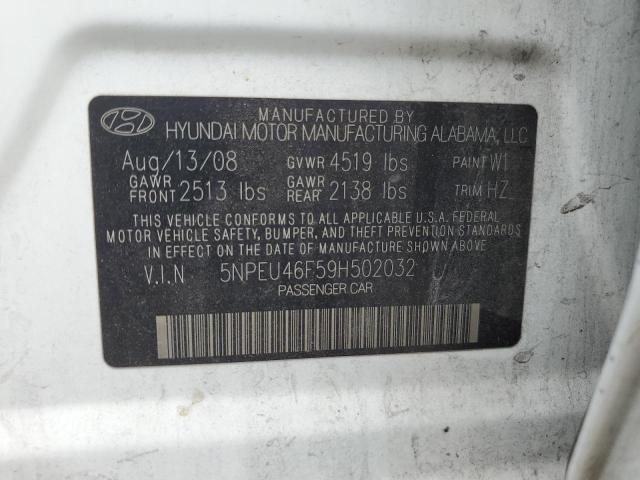 MANUFACTURED BY
HYUNDAI MOTOR MANUFACTURING ALABAMA, LLC
Aug/13/08 GVWR 4519 lbs PAINT W1
GAWR FRONT 2513 lbs GAWR REAR 2138 lbs TRIM HZ
THIS VEHICLE CONFORMS TO ALL APPLICABLE U.S.A. FEDERAL
MOTOR VEHICLE SAFETY, BUMPER, AND THEFT PREVENTION
STANDARDS IN EFFECT ON THE DATE OF MANUFACTURE SHOWN ABOVE
V.I.N 5NPEU46F59H502032 U
PASSENGER CAR